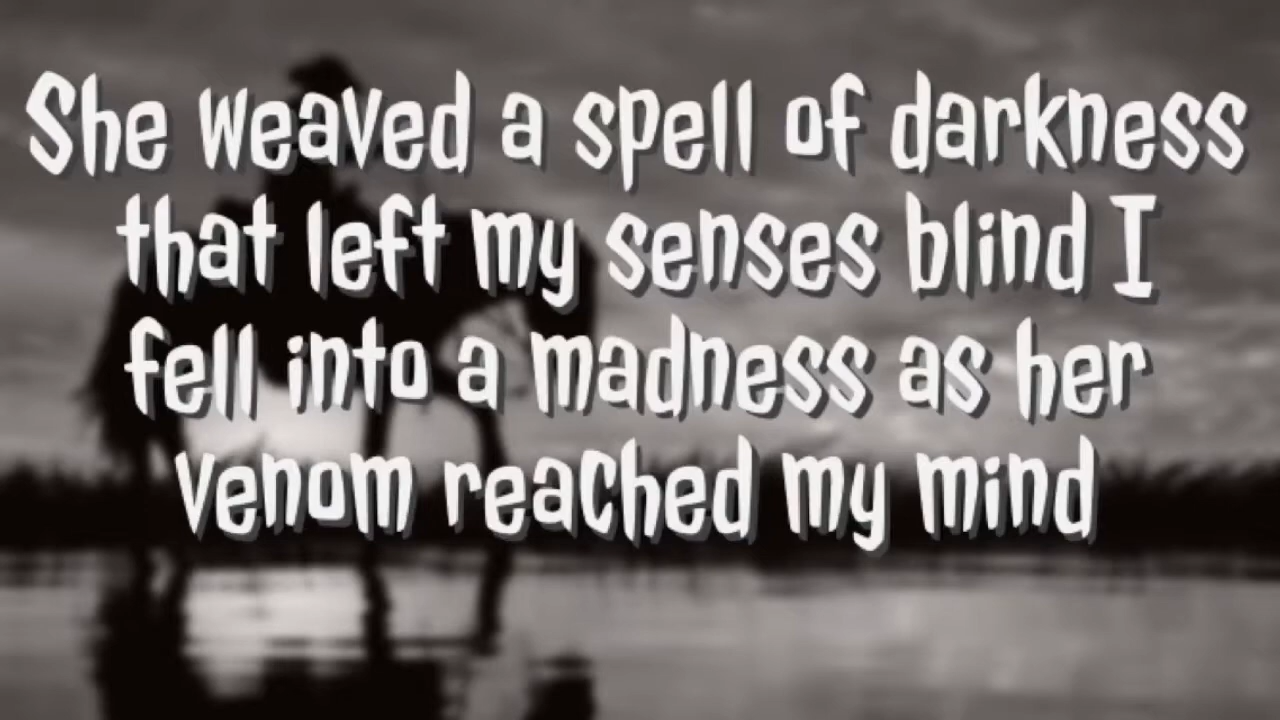 She weaved a spell of darkness
that left my senses blind I
fell into a madness as her
venom reached my mind